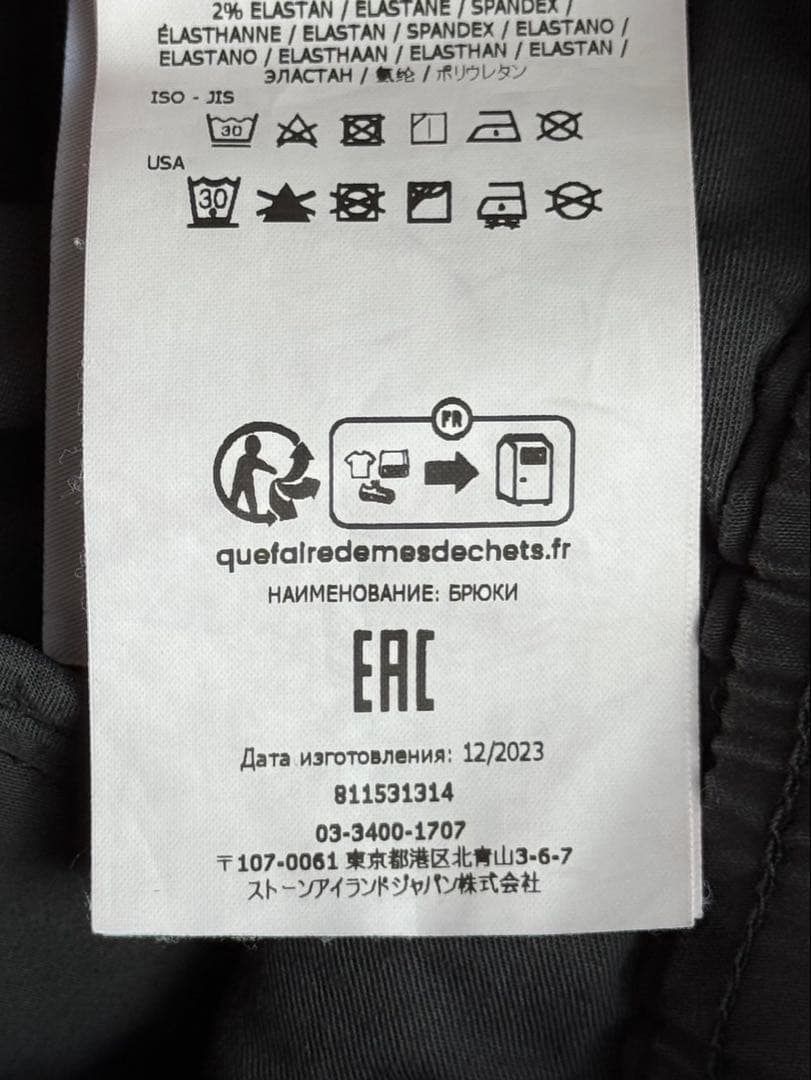 2% ELASTAN / ELASTANE / SPANDEX /
ÉLASTHANNE / ELASTAN / SPANDEX / ELASTANO /
ELASTANO / ELASTHAAN / ELASTHAN / ELASTAN /
ЭЛАСТАН / 氨纶 / ポリウレタン
ISO - JIS
30
USA
30
FR
quefairedemesdechets.fr
НАИМЕНОВАНИЕ: БРЮКИ
EAC
Дата изготовления: 12/2023
811531314
03-3400-1707
〒107-0061 東京都港区北青山3-6-7
ストーンアイランドジャパン株式会社